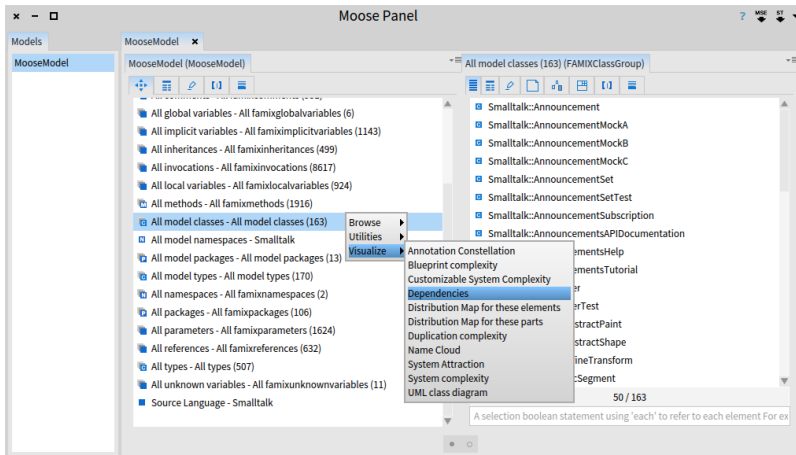 Moose Panel
? MSE ST
Models
MooseModel
MooseModel
MooseModel (MooseModel)
All global variables - All famixglobalvariables (6)
All implicit variables - All famiximplicitvariables (1143)
All inheritances - All famixinheritances (499)
All invocations - All famixinvocations (8617)
All local variables - All famixlocalvariables (924)
All methods - All famixmethods (1916)
All model classes - All model classes (163)
All model namespaces - Smalltalk
All model packages - All model packages (13)
All model types - All model types (170)
All namespaces - All famixnamespaces (2)
All packages - All famixpackages (106)
All parameters - All famixparameters (1624)
All references - All famixreferences (632)
All types - All types (507)
All unknown variables - All famixunknownvariables (11)
Source Language - Smalltalk
Browse
Utilities
Visualize
Annotation Constellation
Blueprint complexity
Customizable System Complexity
Dependencies
Distribution Map for these elements
Distribution Map for these parts
Duplication complexity
Name Cloud
System Attraction
System complexity
UML class diagram
All model classes (163) (FAMIXClassGroup)
Smalltalk::Announcement
Smalltalk::AnnouncementMockA
Smalltalk::AnnouncementMockB
Smalltalk::AnnouncementMockC
Smalltalk::AnnouncementSet
Smalltalk::AnnouncementSetTest
Smalltalk::AnnouncementSubscription
Smalltalk::AnnouncementsAPIDocumentation
ementsHelp
ementsTutorial
er
erTest
stractPaint
stractShape
fineTransform
cSegment
50 / 163
A selection boolean statement using 'each' to refer to each element For ex